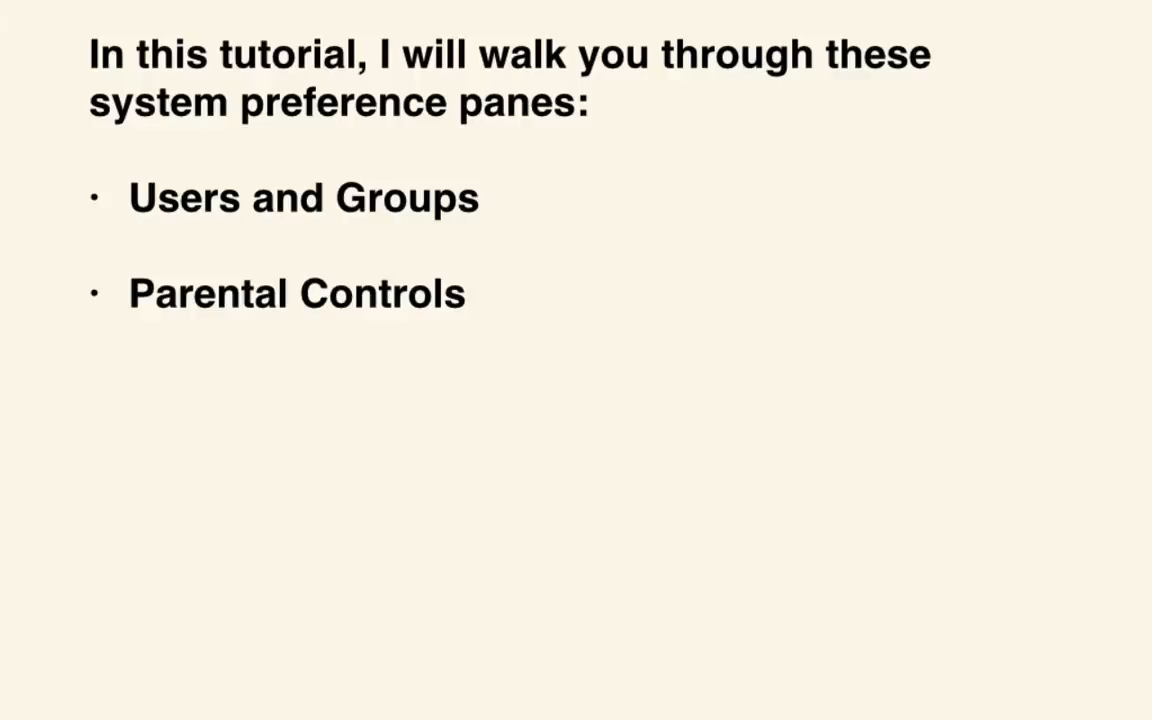 In this tutorial, I will walk you through these
system preference panes:
· Users and Groups
· Parental Controls